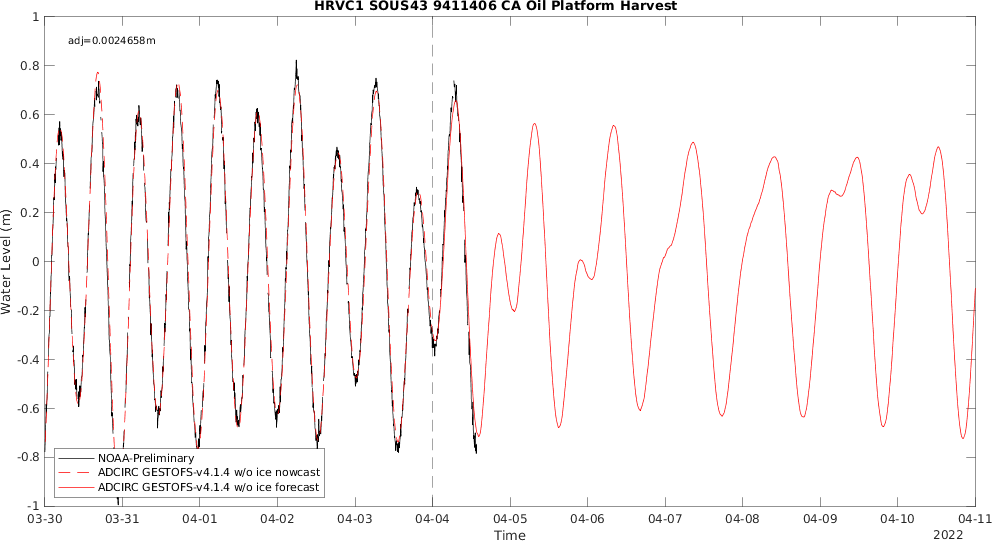 HRVC1 SOUS43 9411406 CA Oil Platform Harvest
adj=0.0024658m
Water Level (m)
1
0.8
0.6
0.4
0.2
0
-0.2
-0.4
-0.6
-0.8
-1
NOAA-Preliminary
ADCIRC GESTOFS-v4.1.4 w/o ice nowcast
ADCIRC GESTOFS-v4.1.4 w/o ice forecast
03-30 03-31 04-01 04-02 04-03 04-04 04-05 04-06 04-07 04-08 04-09 04-10 04-11
Time
2022